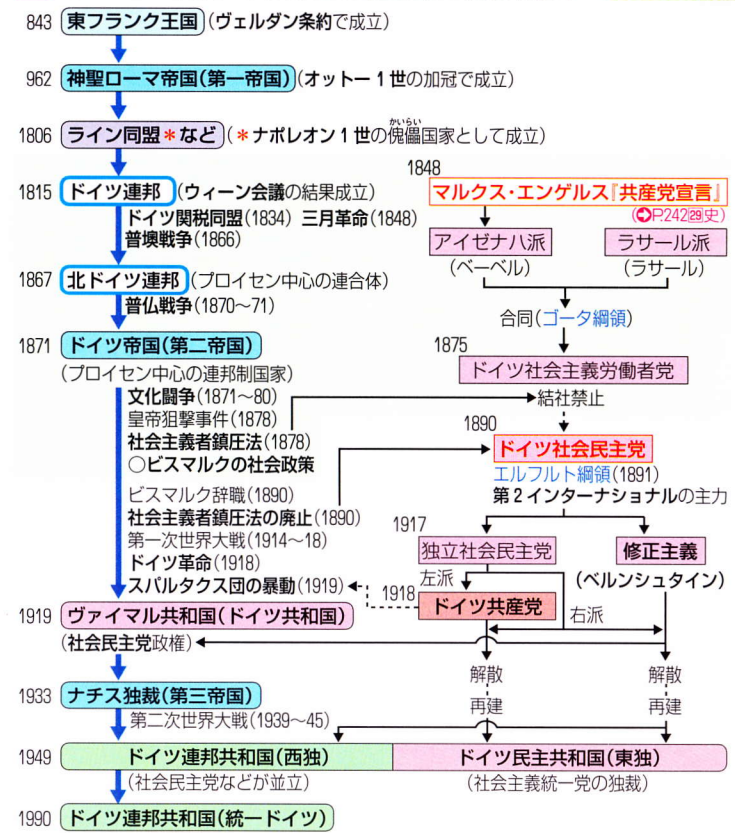 843 東フランク王国(ヴェルダン条約で成立)
962 神聖ローマ帝国(第一帝国)(オットー1世の加冠で成立)
かいらい
1806 ライン同盟*など(*ナポレオン1世の傀儡国家として成立)
1815 ドイツ連邦(ウィーン会議の結果成立)
ドイツ関税同盟(1834) 三月革命(1848)
普墺戦争(1866)
1867 北ドイツ連邦(プロイセン中心の連合体)
普仏戦争(1870~71)
1871 ドイツ帝国(第二帝国)
(プロイセン中心の連邦制国家)
文化闘争(1871~80)
皇帝狙撃事件(1878)
社会主義者鎮圧法(1878)
○ビスマルクの社会政策
ビスマルク辞職(1890)
社会主義者鎮圧法の廃止(1890)
第一次世界大戦(1914~18)
ドイツ革命(1918)
スパルタクス団の暴動(1919)
1919 ヴァイマル共和国(ドイツ共和国)
(社会民主党政権)
1933 ナチス独裁(第三帝国)
第二次世界大戦(1939~45)
1848
マルクス・エンゲルス『共産党宣言』
(➲P.242 29史)
アイゼナハ派 ラサール派
(ベーベル) (ラサール)
合同(ゴータ綱領)
1875
ドイツ社会主義労働者党
結社禁止
1890
ドイツ社会民主党
エルフルト綱領(1891)
第2インターナショナルの主力
1917
独立社会民主党 修正主義
左派 (ベルンシュタイン)
1918 ドイツ共産党 右派
解散 解散
再建 再建
1949 ドイツ連邦共和国(西独) ドイツ民主共和国(東独)
(社会民主党などが並立) (社会主義統一党の独裁)
1990 ドイツ連邦共和国(統一ドイツ)